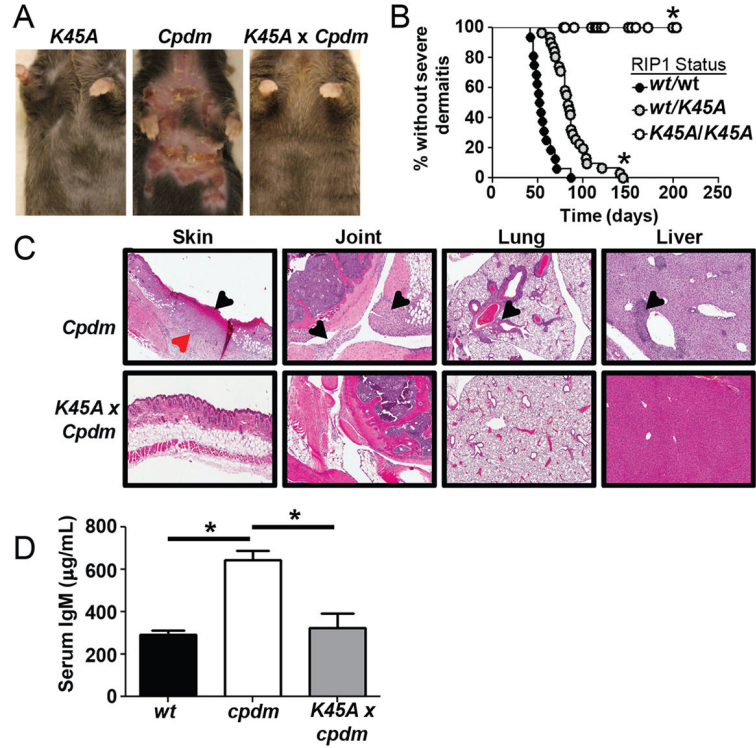 A
K45A
Cpdm
K45A x Cpdm
B
% without severe
dermaitis
100
80
60
40
20
0
0
50
100
150
200
250
Time (days)
RIP1 Status
wt/wt
wt/K45A
K45A/K45A
*
*
C
Skin
Joint
Lung
Liver
Cpdm
K45A x
Cpdm
D
Serum IgM (µg/mL)
800
600
400
200
0
*
*
wt
cpdm
K45A x
cpdm